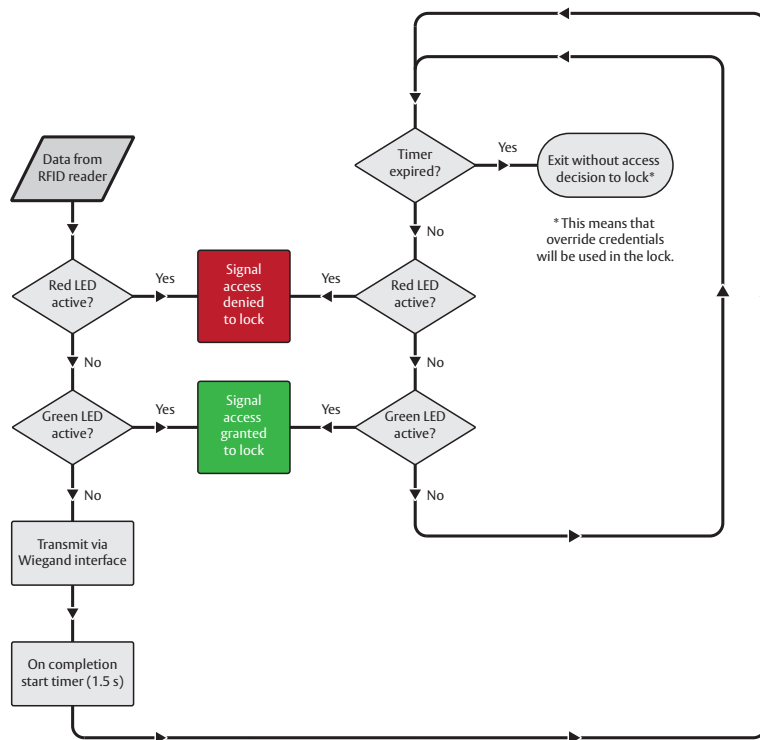 Data from
RFID reader
Timer
expired?
Yes
Exit without access
decision to lock*
* This means that
override credentials
will be used in the lock.
No
Red LED
active?
Yes
Signal
access
denied
to lock
Yes
Red LED
active?
No
No
Green LED
active?
Yes
Signal
access
granted
to lock
Yes
Green LED
active?
No
No
Transmit via
Wiegand interface
On completion
start timer (1.5 s)